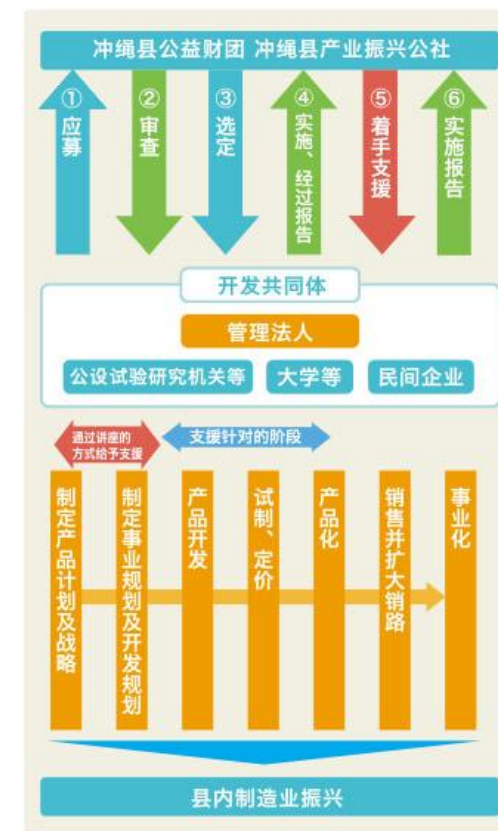 冲绳县公益财团 冲绳县产业振兴公社
①应募
②审查
③选定
④实施、经过报告
⑤着手支援
⑥实施报告
开发共同体
管理法人
公设试验研究机关等
大学等
民间企业
通过讲座的
方式给予支援
支援针对的阶段
制定产品计划及战略
制定事业规划及开发规划
产品开发
试制、定价
产品化
销售并扩大销路
事业化
县内制造业振兴